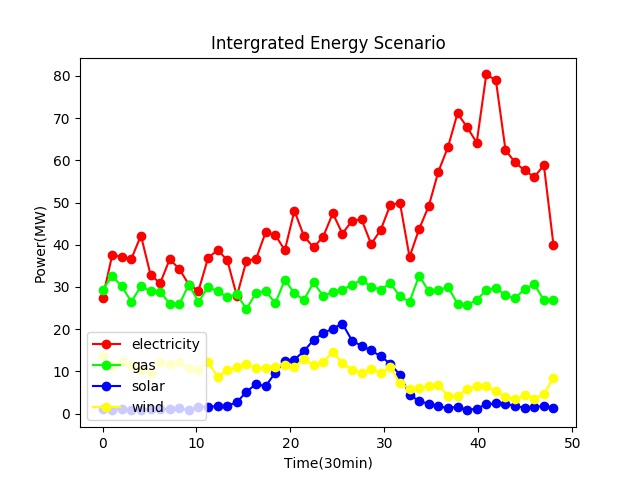 Intergrated Energy Scenario
Power(MW)
80
70
60
50
40
30
20
10
0
electricity
gas
solar
wind
0 10 20 30 40 50
Time(30min)